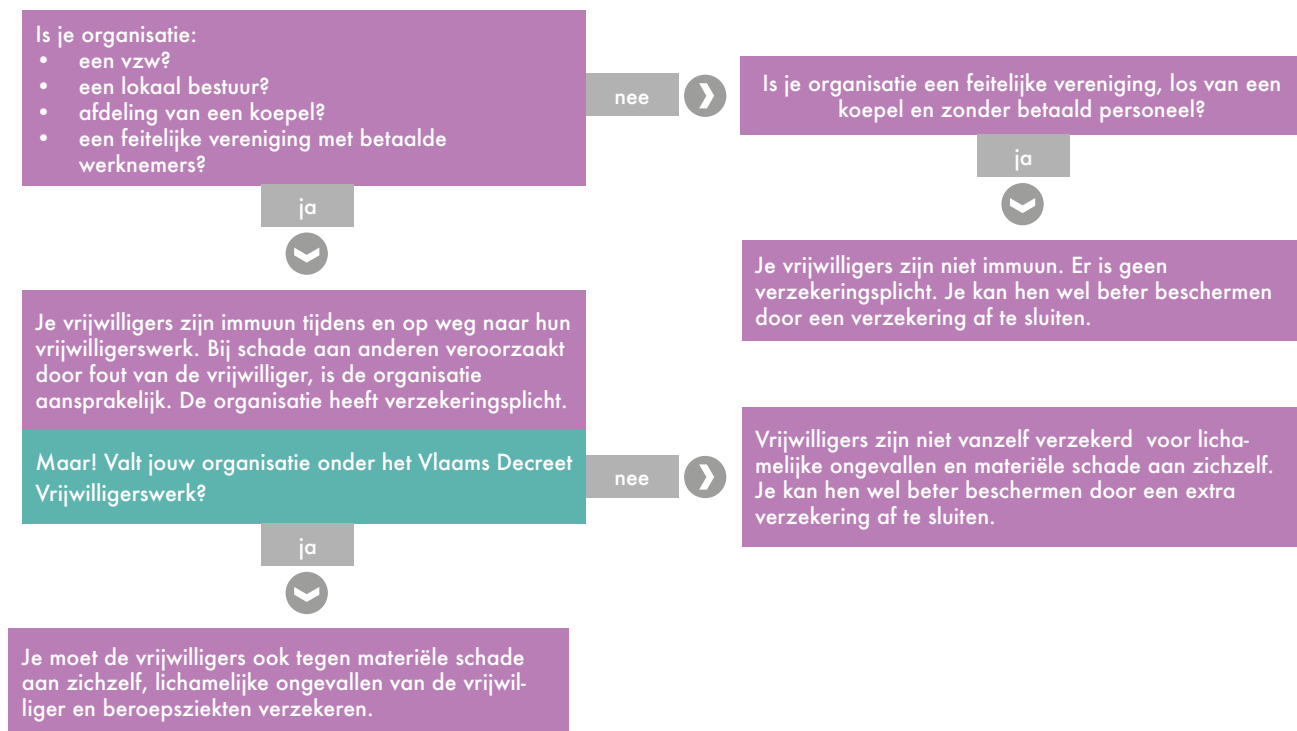 Is je organisatie:
• een vzw?
• een lokaal bestuur?
• afdeling van een koepel?
• een feitelijke vereniging met betaalde
werknemers?
nee
Is je organisatie een feitelijke vereniging, los van een
koepel en zonder betaald personeel?
ja
ja
Je vrijwilligers zijn niet immuun. Er is geen
verzekeringsplicht. Je kan hen wel beter beschermen
door een verzekering af te sluiten.
Je vrijwilligers zijn immuun tijdens en op weg naar hun
vrijwilligerswerk. Bij schade aan anderen veroorzaakt
door fout van de vrijwilliger, is de organisatie
aansprakelijk. De organisatie heeft verzekeringsplicht.
Maar! Valt jouw organisatie onder het Vlaams Decreet
Vrijwilligerswerk?
nee
Vrijwilligers zijn niet vanzelf verzekerd voor licha-
melijke ongevallen en materiële schade aan zichzelf.
Je kan hen wel beter beschermen door een extra
verzekering af te sluiten.
ja
Je moet de vrijwilligers ook tegen materiële schade
aan zichzelf, lichamelijke ongevallen van de vrijwil-
liger en beroepsziekten verzekeren.